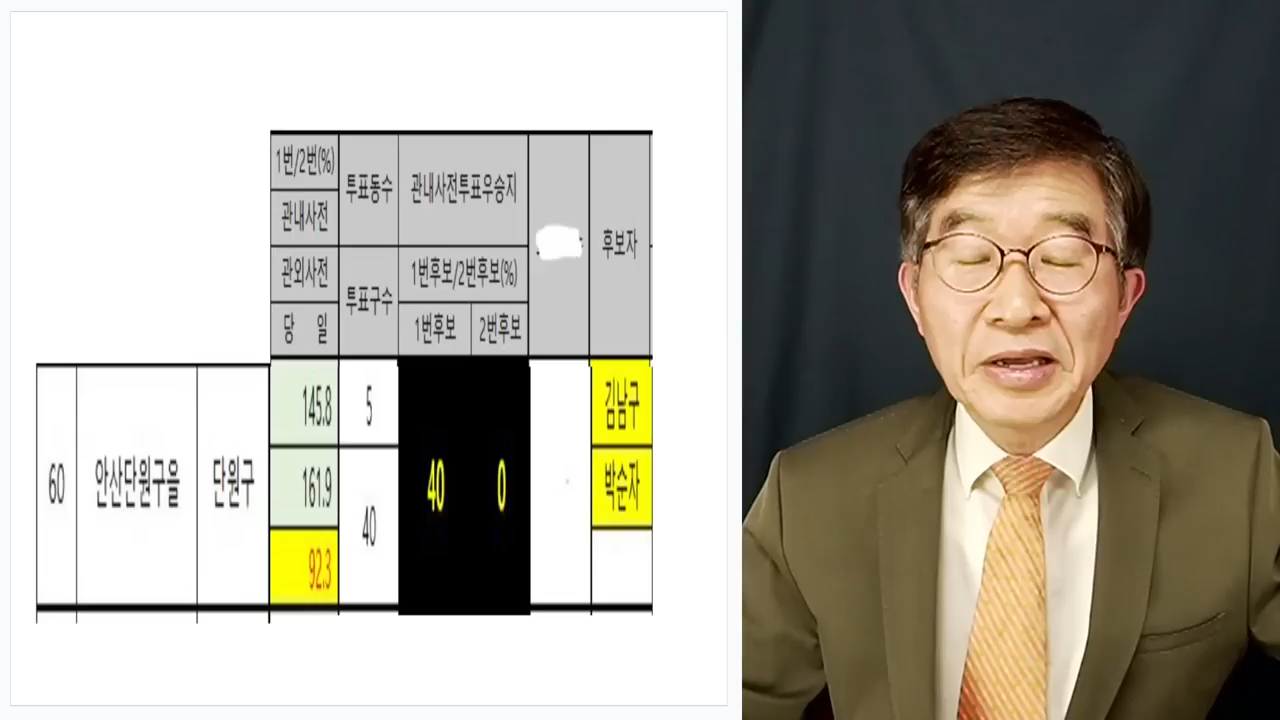 1번/2번(%)
관내사전
관외사전
당 일
투표동수
투표구수
관내사전투표우승지
1번후보/2번후보(%)
1번후보 2번후보
후보자
60 안산단원구을 단원구
145.8
161.9
92.3
5
40
40 0
김남구
박순자